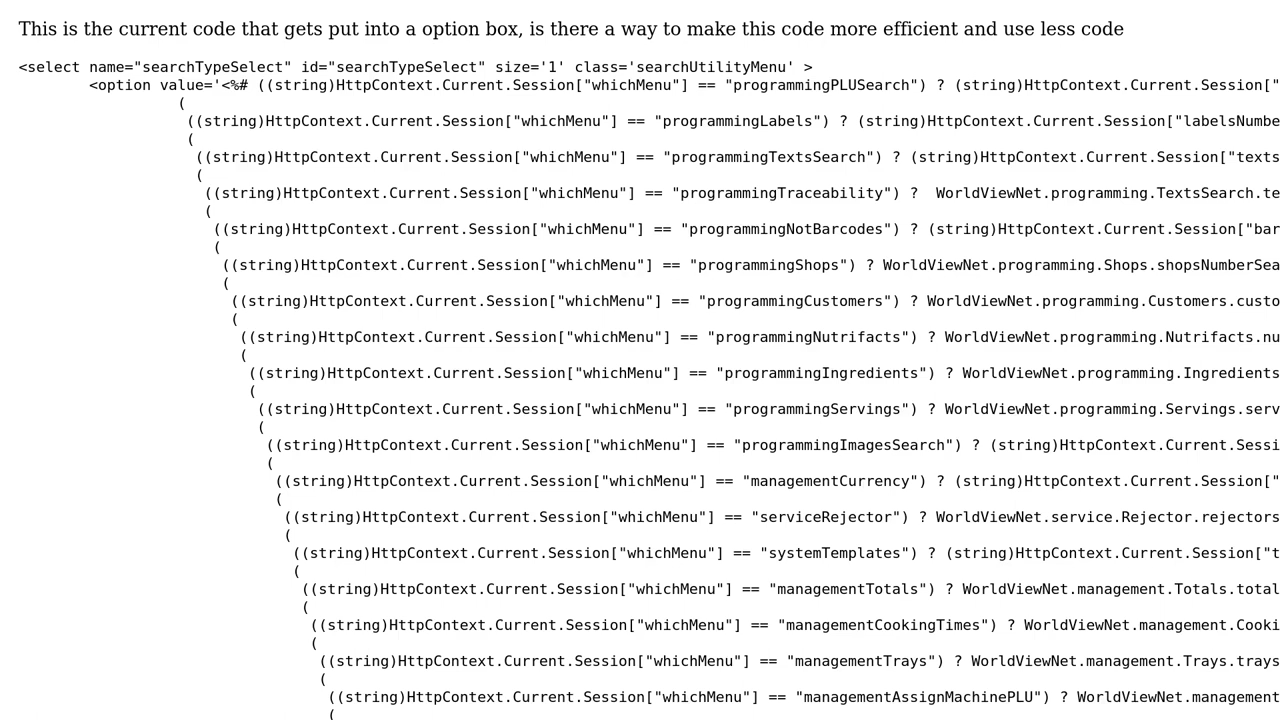 This is the current code that gets put into a option box, is there a way to make this code more efficient and use less code
<select name="searchTypeSelect" id="searchTypeSelect" size='1' class='searchUtilityMenu' >
<option value='<%# ((string)HttpContext.Current.Session["whichMenu"] == "programmingPLUSearch") ? (string)HttpContext.Current.Session["
(
((string)HttpContext.Current.Session["whichMenu"] == "programmingLabels") ? (string)HttpContext.Current.Session["labelsNumbe
(
((string)HttpContext.Current.Session["whichMenu"] == "programmingTextsSearch") ? (string)HttpContext.Current.Session["texts
(
((string)HttpContext.Current.Session["whichMenu"] == "programmingTraceability") ?  WorldViewNet.programming.TextsSearch.te
(
((string)HttpContext.Current.Session["whichMenu"] == "programmingNotBarcodes") ? (string)HttpContext.Current.Session["bar
(
((string)HttpContext.Current.Session["whichMenu"] == "programmingShops") ? WorldViewNet.programming.Shops.shopsNumberSea
(
((string)HttpContext.Current.Session["whichMenu"] == "programmingCustomers") ? WorldViewNet.programming.Customers.custo
(
((string)HttpContext.Current.Session["whichMenu"] == "programmingNutrifacts") ? WorldViewNet.programming.Nutrifacts.nu
(
((string)HttpContext.Current.Session["whichMenu"] == "programmingIngredients") ? WorldViewNet.programming.Ingredients
(
((string)HttpContext.Current.Session["whichMenu"] == "programmingServings") ? WorldViewNet.programming.Servings.serv
(
((string)HttpContext.Current.Session["whichMenu"] == "programmingImagesSearch") ? (string)HttpContext.Current.Sessi
(
((string)HttpContext.Current.Session["whichMenu"] == "managementCurrency") ? (string)HttpContext.Current.Session["
(
((string)HttpContext.Current.Session["whichMenu"] == "serviceRejector") ? WorldViewNet.service.Rejector.rejectors
(
((string)HttpContext.Current.Session["whichMenu"] == "systemTemplates") ? (string)HttpContext.Current.Session["t
(
((string)HttpContext.Current.Session["whichMenu"] == "managementTotals") ? WorldViewNet.management.Totals.total
(
((string)HttpContext.Current.Session["whichMenu"] == "managementCookingTimes") ? WorldViewNet.management.Cooki
(
((string)HttpContext.Current.Session["whichMenu"] == "managementTrays") ? WorldViewNet.management.Trays.trays
(
((string)HttpContext.Current.Session["whichMenu"] == "managementAssignMachinePLU") ? WorldViewNet.management
(